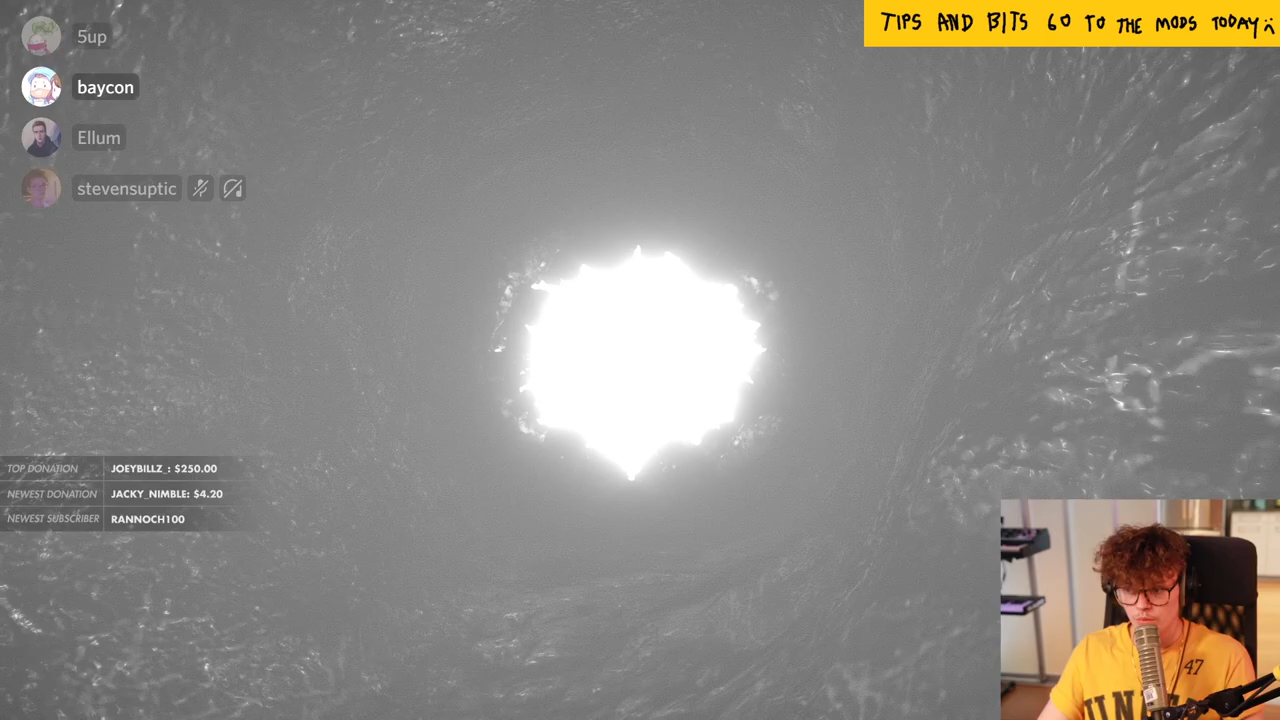 TIPS AND BITS GO TO THE MODS TODAY
5up
baycon
Ellum
stevensuptic
TOP DONATION JOEYBILLZ_: $250.00
NEWEST DONATION JACKY_NIMBLE: $4.20
NEWEST SUBSCRIBER RANNOCH100
47